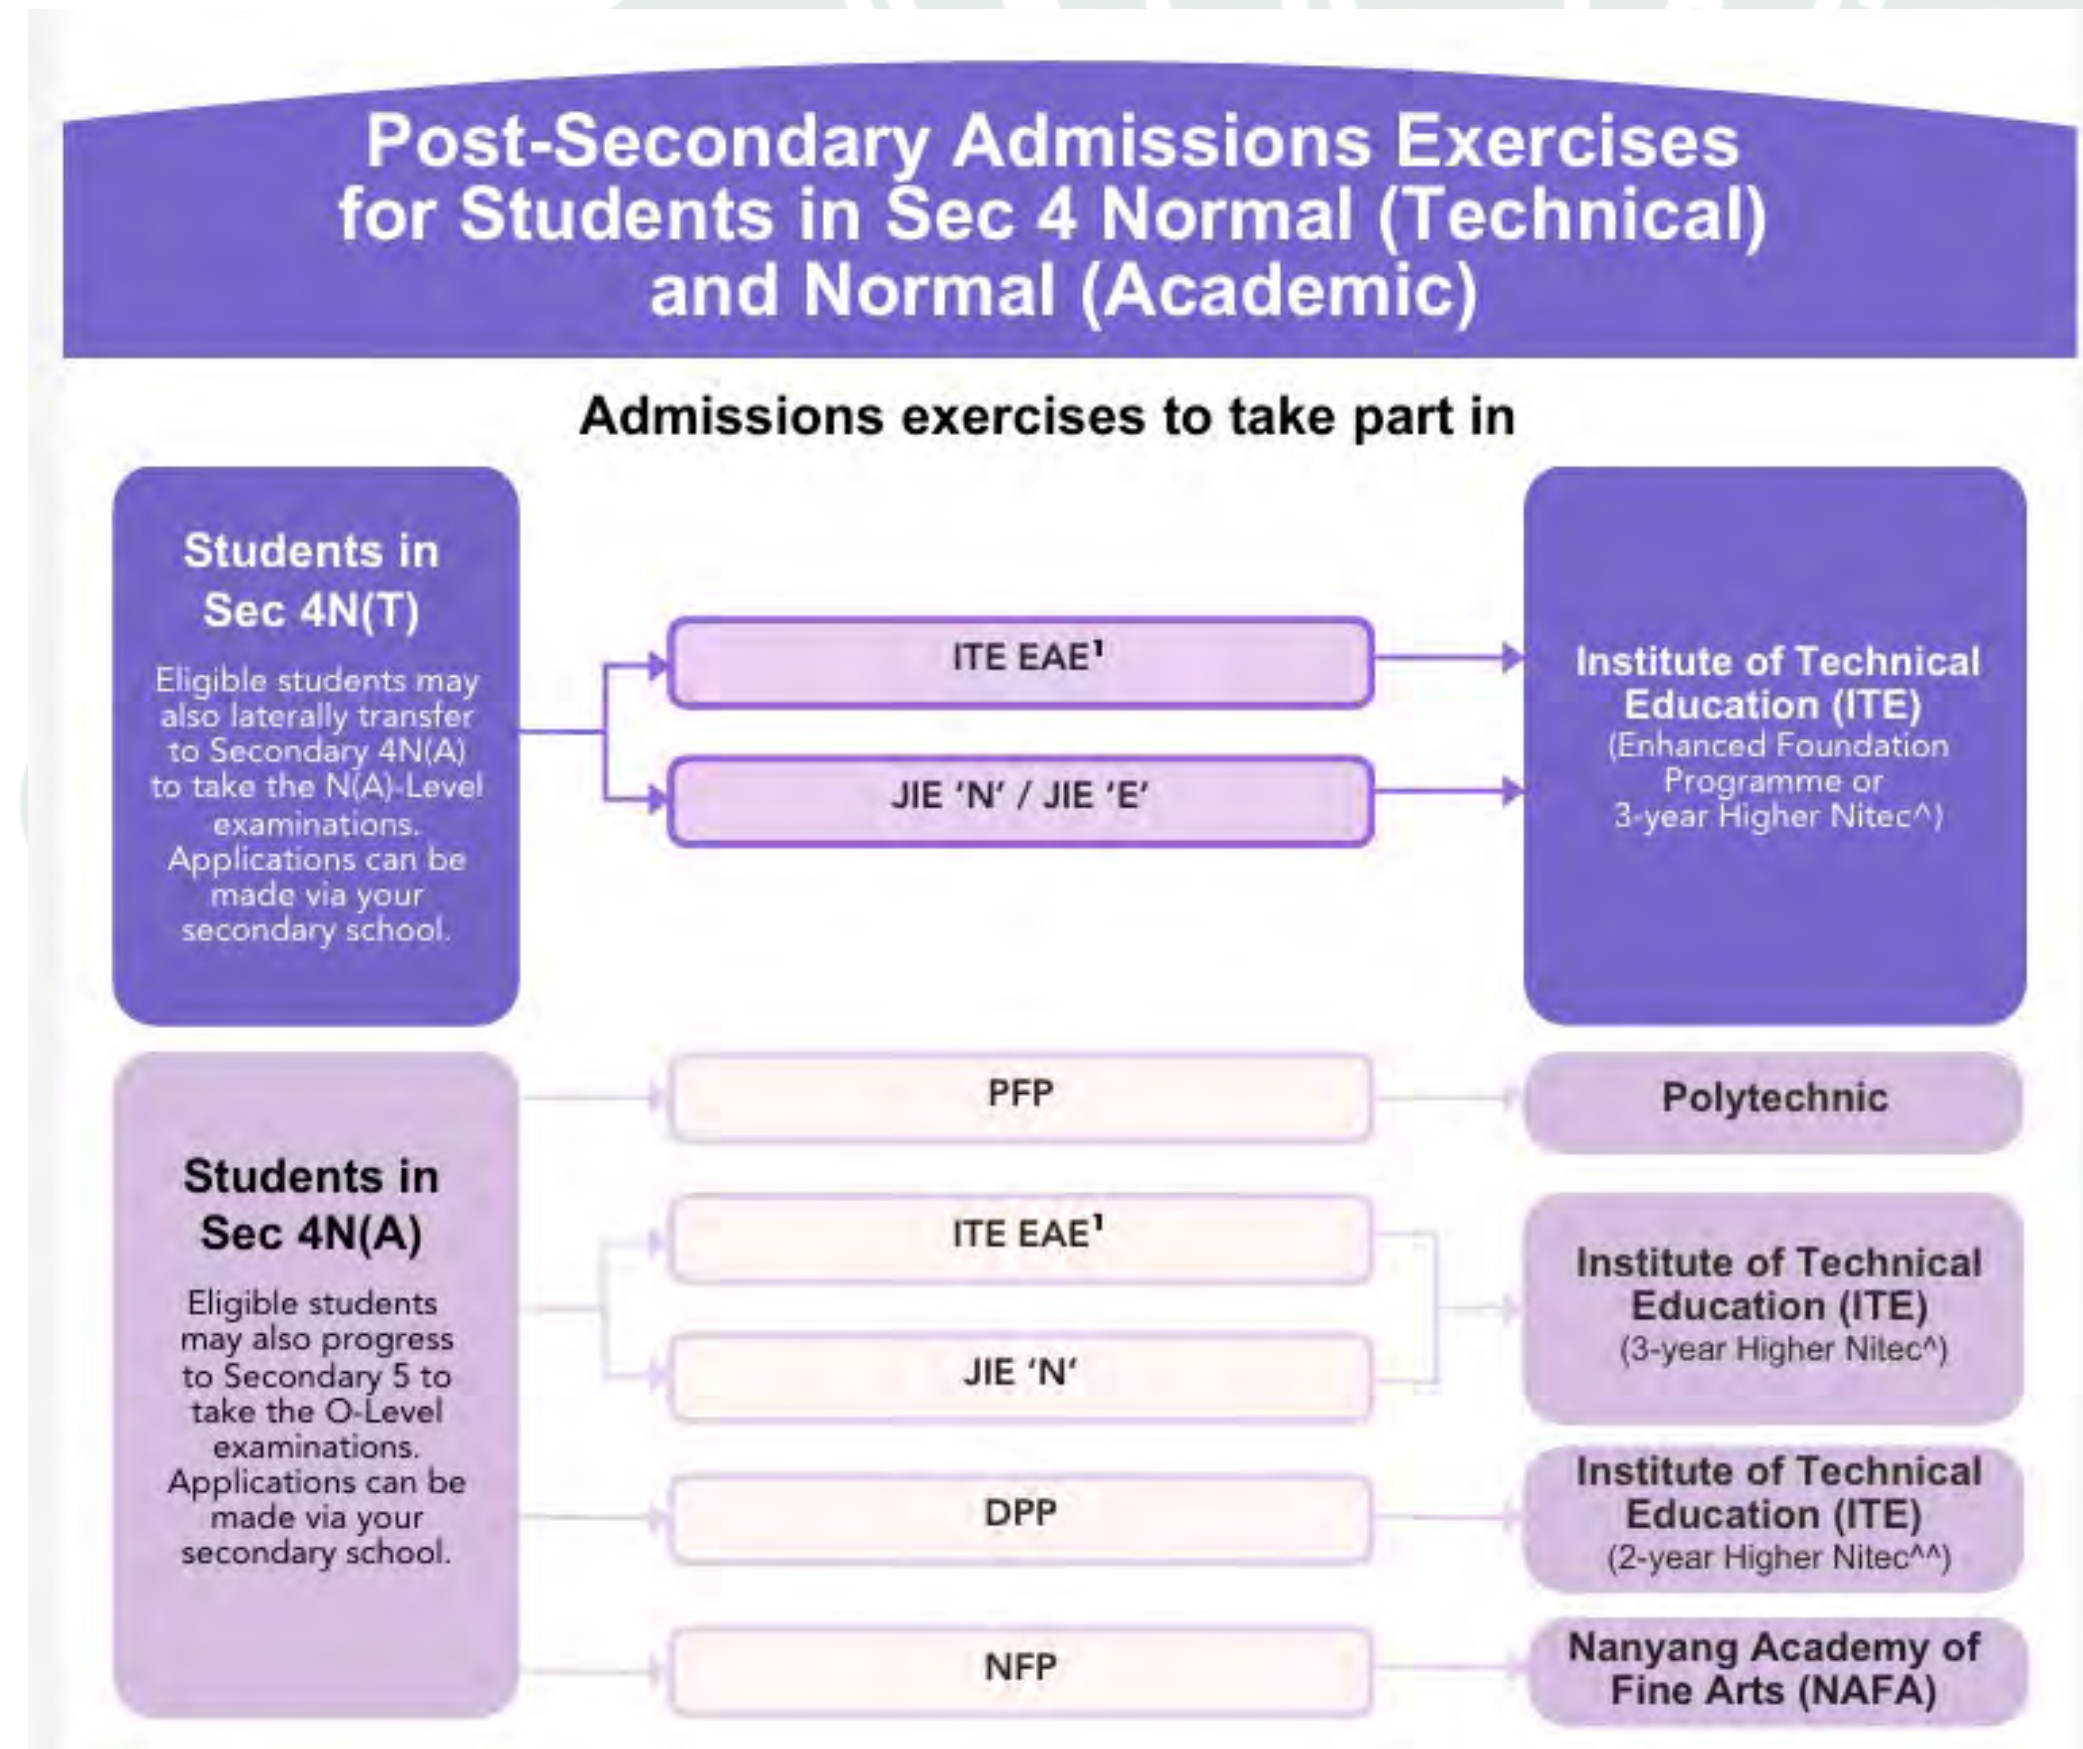 Post-Secondary Admissions Exercises
for Students in Sec 4 Normal (Technical)
and Normal (Academic)
Admissions exercises to take part in
Students in
Sec 4N(T)
Eligible students may
also laterally transfer
to Secondary 4N(A)
to take the N(A)-Level
examinations.
Applications can be
made via your
secondary school.
ITE EAE¹
JIE ‘N’ / JIE ‘E’
Institute of Technical
Education (ITE)
(Enhanced Foundation
Programme or
3-year Higher Nitec^)
Students in
Sec 4N(A)
Eligible students
may also progress
to Secondary 5 to
take the O-Level
examinations.
Applications can be
made via your
secondary school.
PFP
Polytechnic
ITE EAE¹
JIE ‘N’
Institute of Technical
Education (ITE)
(3-year Higher Nitec^)
DPP
Institute of Technical
Education (ITE)
(2-year Higher Nitec^^)
NFP
Nanyang Academy of
Fine Arts (NAFA)